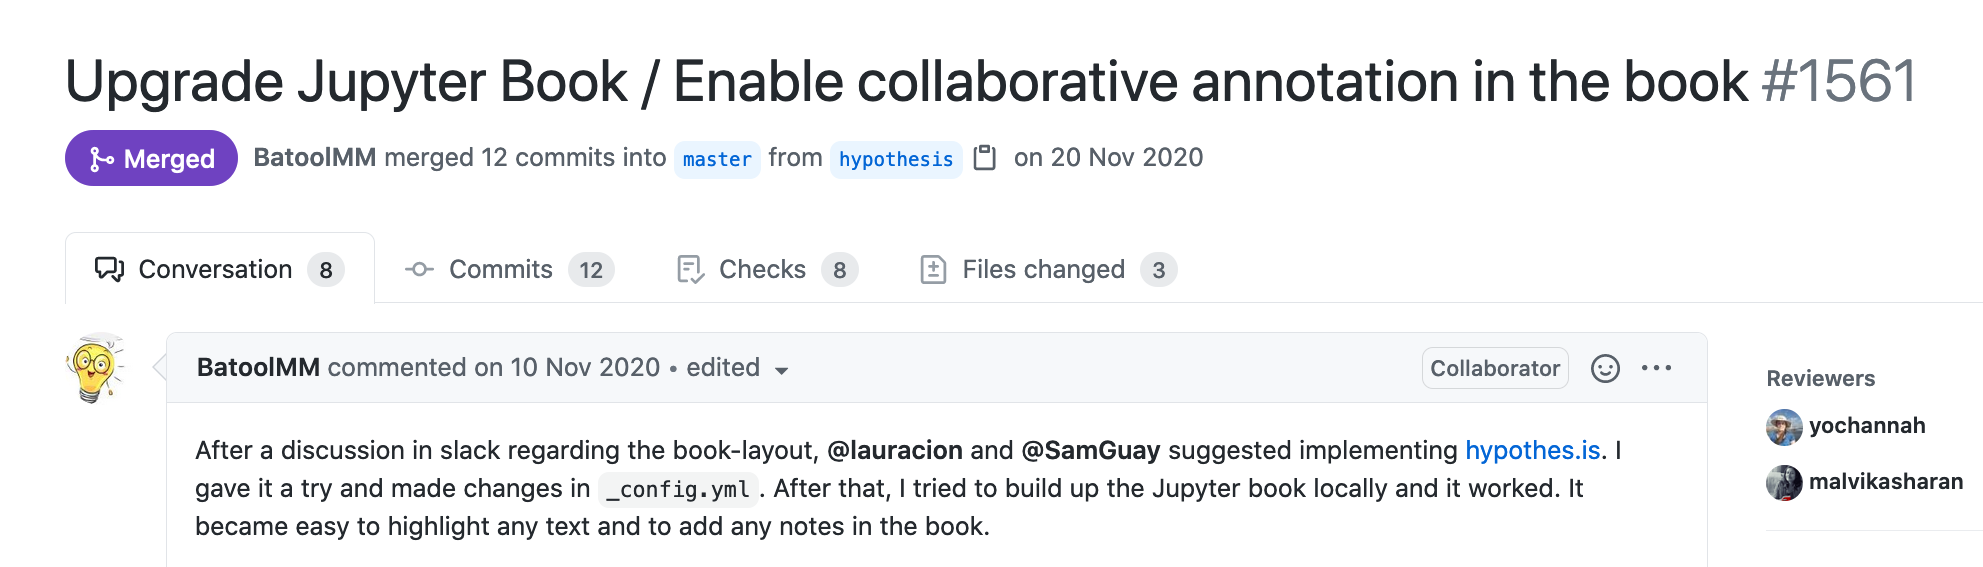 Upgrade Jupyter Book / Enable collaborative annotation in the book #1561
Merged BatoolMM merged 12 commits into master from hypothesis on 20 Nov 2020
Conversation 8 Commits 12 Checks 8 Files changed 3
BatoolMM commented on 10 Nov 2020 • edited Collaborator
Reviewers
yochannah
malvikasharan
After a discussion in slack regarding the book-layout, @lauracion and @SamGuay suggested implementing hypothes.is. I
gave it a try and made changes in _config.yml. After that, I tried to build up the Jupyter book locally and it worked. It
became easy to highlight any text and to add any notes in the book.